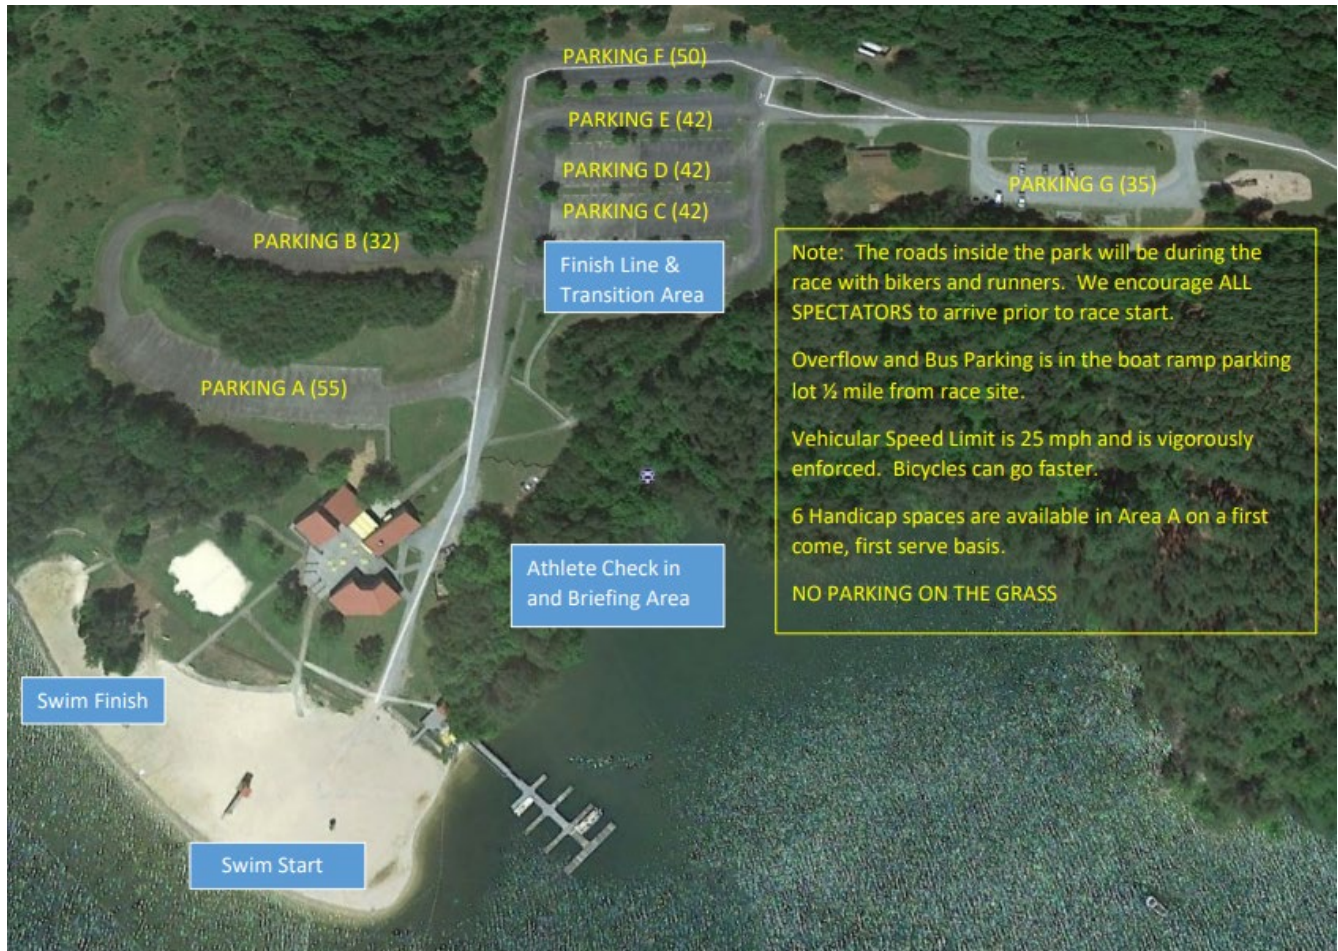 PARKING F (50)
PARKING E (42)
PARKING D (42)
PARKING C (42)
PARKING G (35)
PARKING B (32)
PARKING A (55)
Finish Line &
Transition Area
Note:  The roads inside the park will be during the
race with bikers and runners.  We encourage ALL
SPECTATORS to arrive prior to race start.
Overflow and Bus Parking is in the boat ramp parking
lot ½ mile from race site.
Vehicular Speed Limit is 25 mph and is vigorously
enforced.  Bicycles can go faster.
6 Handicap spaces are available in Area A on a first
come, first serve basis.
NO PARKING ON THE GRASS
Athlete Check in
and Briefing Area
Swim Finish
Swim Start